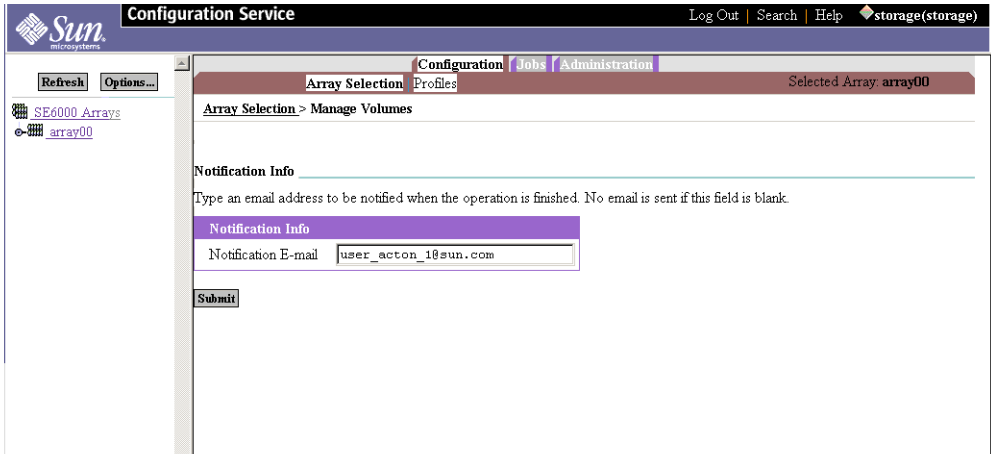 Sun
microsystems
Configuration Service
Log Out | Search | Help storage(storage)
Refresh Options...
SE6000 Arrays
array00
Configuration Jobs Administration
Array Selection | Profiles
Selected Array: array00
Array Selection > Manage Volumes
Notification Info
Type an email address to be notified when the operation is finished. No email is sent if this field is blank.
Notification Info
Notification E-mail user_acton_1@sun.com
Submit